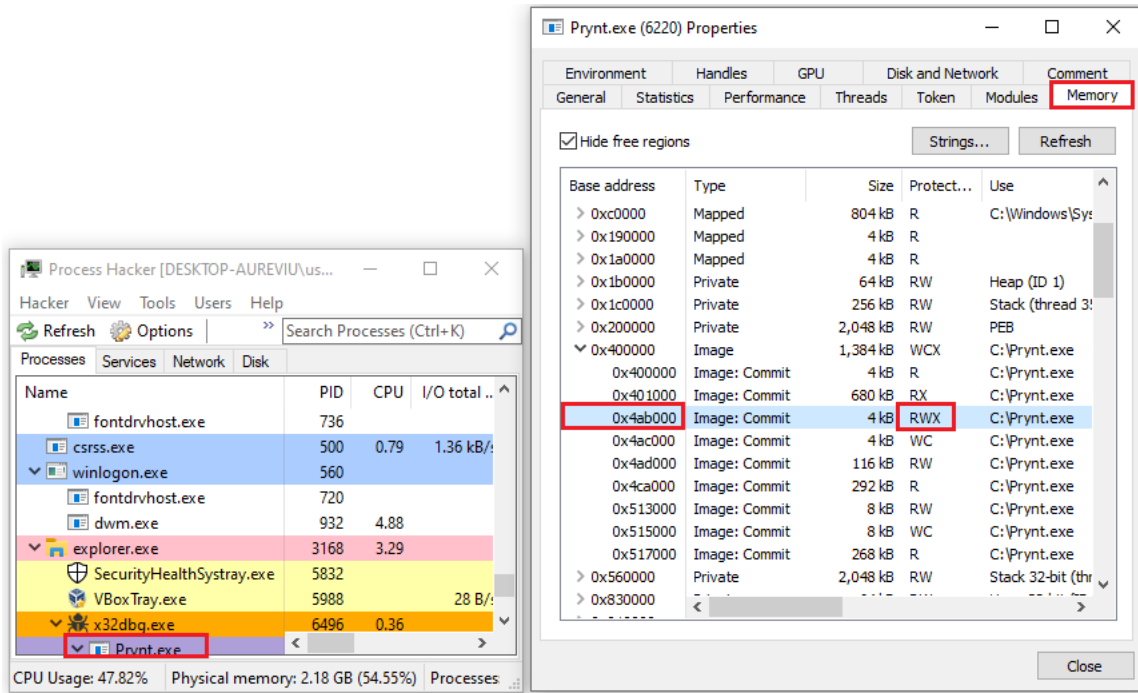 Process Hacker [DESKTOP-AUREVIU\us...
Hacker View Tools Users Help
Refresh Options » Search Processes (Ctrl+K)
Processes Services Network Disk
Name PID CPU I/O total ..
fontdrvhost.exe 736
csrss.exe 500 0.79 1.36 kB/
winlogon.exe 560
fontdrvhost.exe 720
dwm.exe 932 4.88
explorer.exe 3168 3.29
SecurityHealthSystray.exe 5832
VBoxTray.exe 5988 28 B/
x32dbg.exe 6496 0.36
Prynt.exe
CPU Usage: 47.82% Physical memory: 2.18 GB (54.55%) Processes:
Prynt.exe (6220) Properties
Environment Handles GPU Disk and Network Comment
General Statistics Performance Threads Token Modules Memory
Hide free regions Strings... Refresh
Base address Type Size Protect... Use
0xc0000 Mapped 804 kB R C:\Windows\Sys
0x190000 Mapped 4 kB R
0x1a0000 Mapped 4 kB R
0x1b0000 Private 64 kB RW Heap (ID 1)
0x1c0000 Private 256 kB RW Stack (thread 35
0x200000 Private 2,048 kB RW PEB
0x400000 Image 1,384 kB WCX C:\Prynt.exe
0x400000 Image: Commit 4 kB R C:\Prynt.exe
0x401000 Image: Commit 680 kB RX C:\Prynt.exe
0x4ab000 Image: Commit 4 kB RWX C:\Prynt.exe
0x4ac000 Image: Commit 4 kB WC C:\Prynt.exe
0x4ad000 Image: Commit 116 kB RW C:\Prynt.exe
0x4ca000 Image: Commit 292 kB R C:\Prynt.exe
0x513000 Image: Commit 8 kB RW C:\Prynt.exe
0x515000 Image: Commit 8 kB WC C:\Prynt.exe
0x517000 Image: Commit 268 kB R C:\Prynt.exe
0x560000 Private 2,048 kB RW Stack 32-bit (thr
0x830000
Close